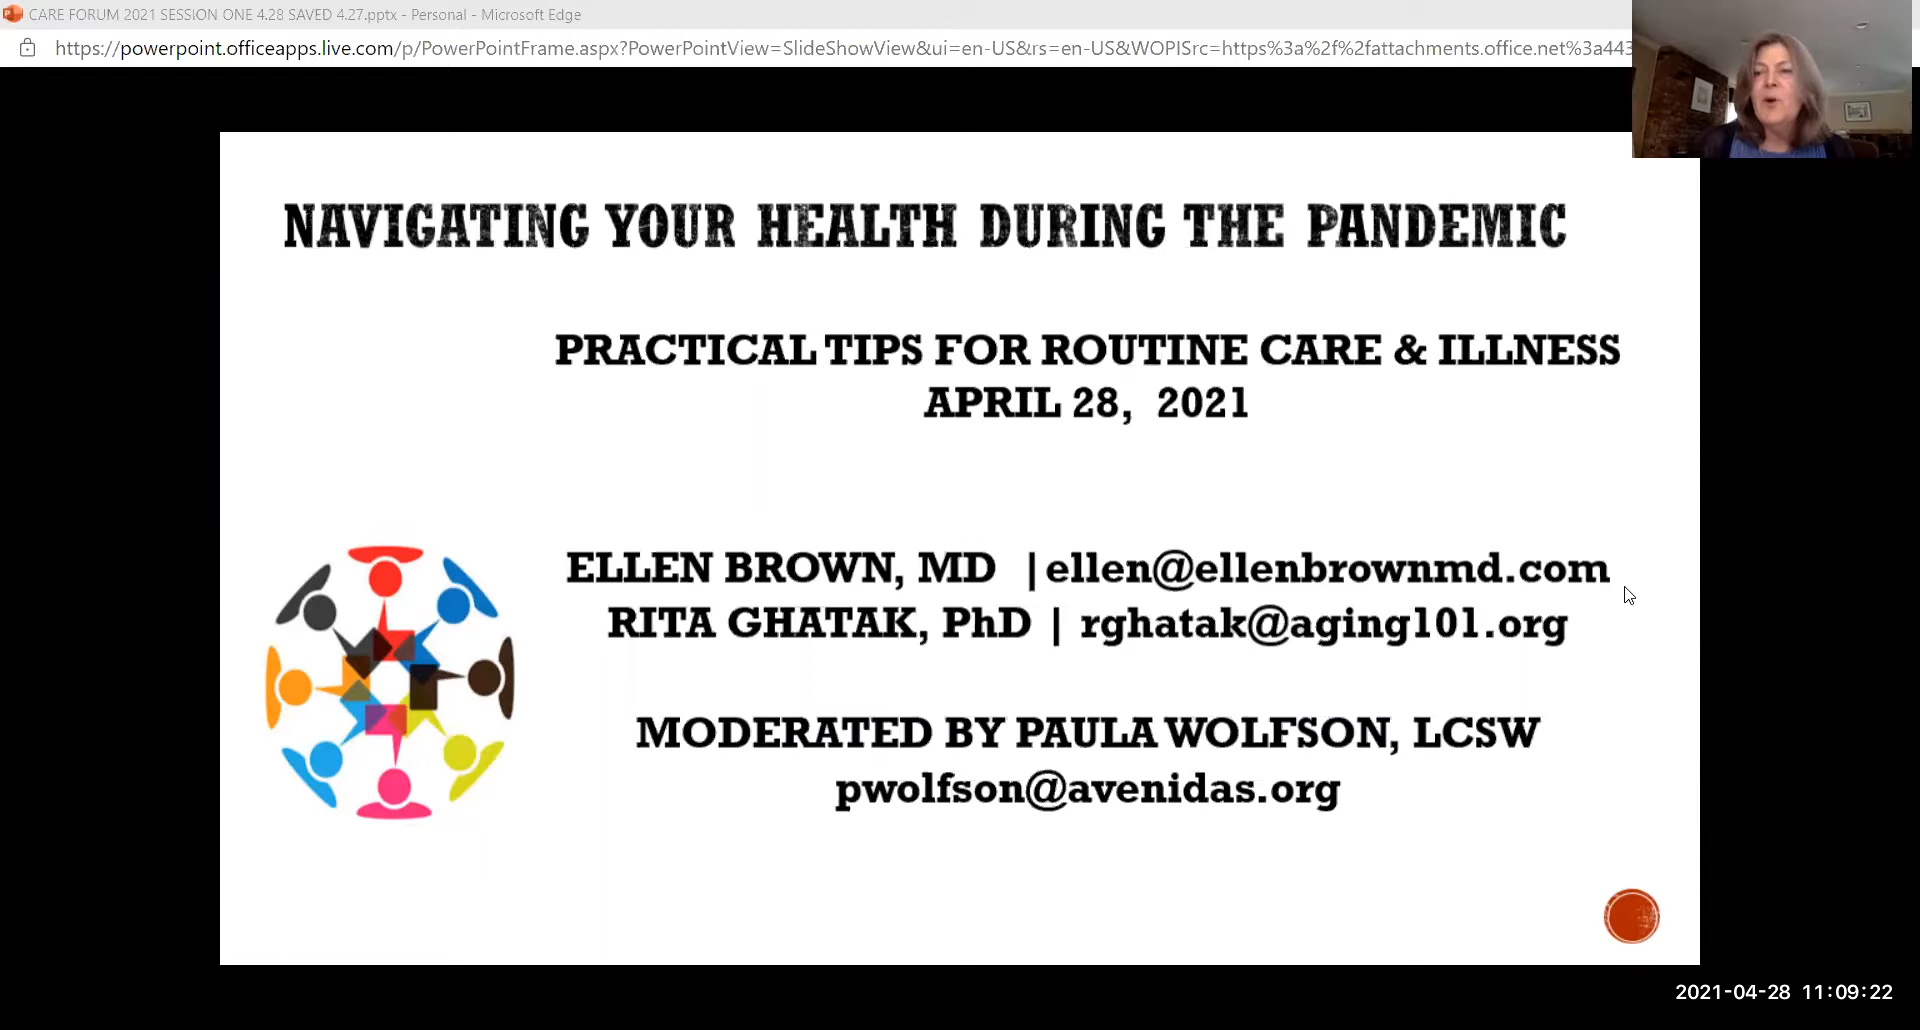 CARE FORUM 2021 SESSION ONE 4.28 SAVED 4.27.pptx - Personal - Microsoft Edge
https://powerpoint.officeapps.live.com/p/PowerPointFrame.aspx?PowerPointView=SlideShowView&ui=en-US&rs=en-US&WOPISrc=https%3a%2f%2fattachments.office.net%3a443
NAVIGATING YOUR HEALTH DURING THE PANDEMIC
PRACTICAL TIPS FOR ROUTINE CARE & ILLNESS
APRIL 28, 2021
ELLEN BROWN, MD | ellen@ellenbrownmd.com
RITA GHATAK, PhD | rghatak@aging101.org
MODERATED BY PAULA WOLFSON, LCSW
pwolfson@avenidas.org
2021-04-28 11:09:22